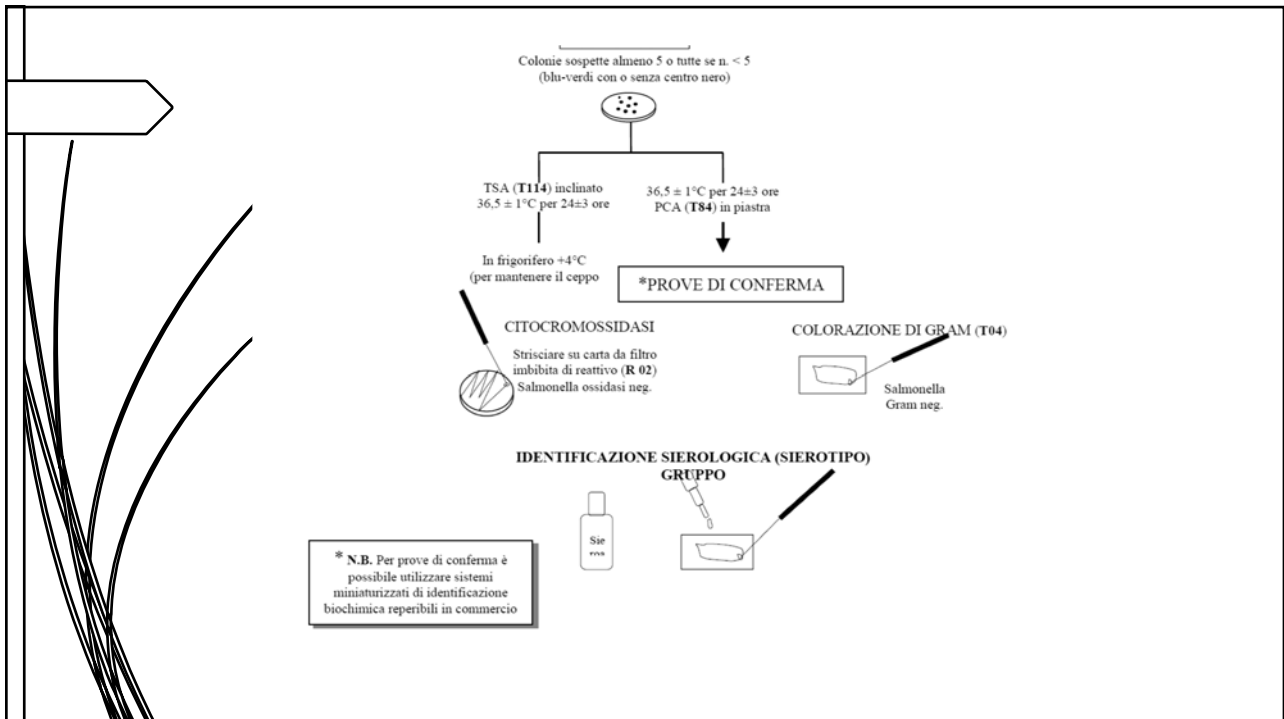 Colonie sospette almeno 5 o tutte se n. < 5
(blu-verdi con o senza centro nero)
TSA (T114) inclinato
36,5 ± 1°C per 24±3 ore
36,5 ± 1°C per 24±3 ore
PCA (T84) in piastra
In frigorifero +4°C
(per mantenere il ceppo
*PROVE DI CONFERMA
CITOCROMOSSIDASI
Strisciare su carta da filtro
imbibita di reattivo (R 02)
Salmonella ossidasi neg.
COLORAZIONE DI GRAM (T04)
Salmonella
Gram neg.
IDENTIFICAZIONE SIEROLOGICA (SIEROTIPO)
GRUPPO
Sie
* N.B. Per prove di conferma è
possibile utilizzare sistemi
miniaturizzati di identificazione
biochimica reperibili in commercio